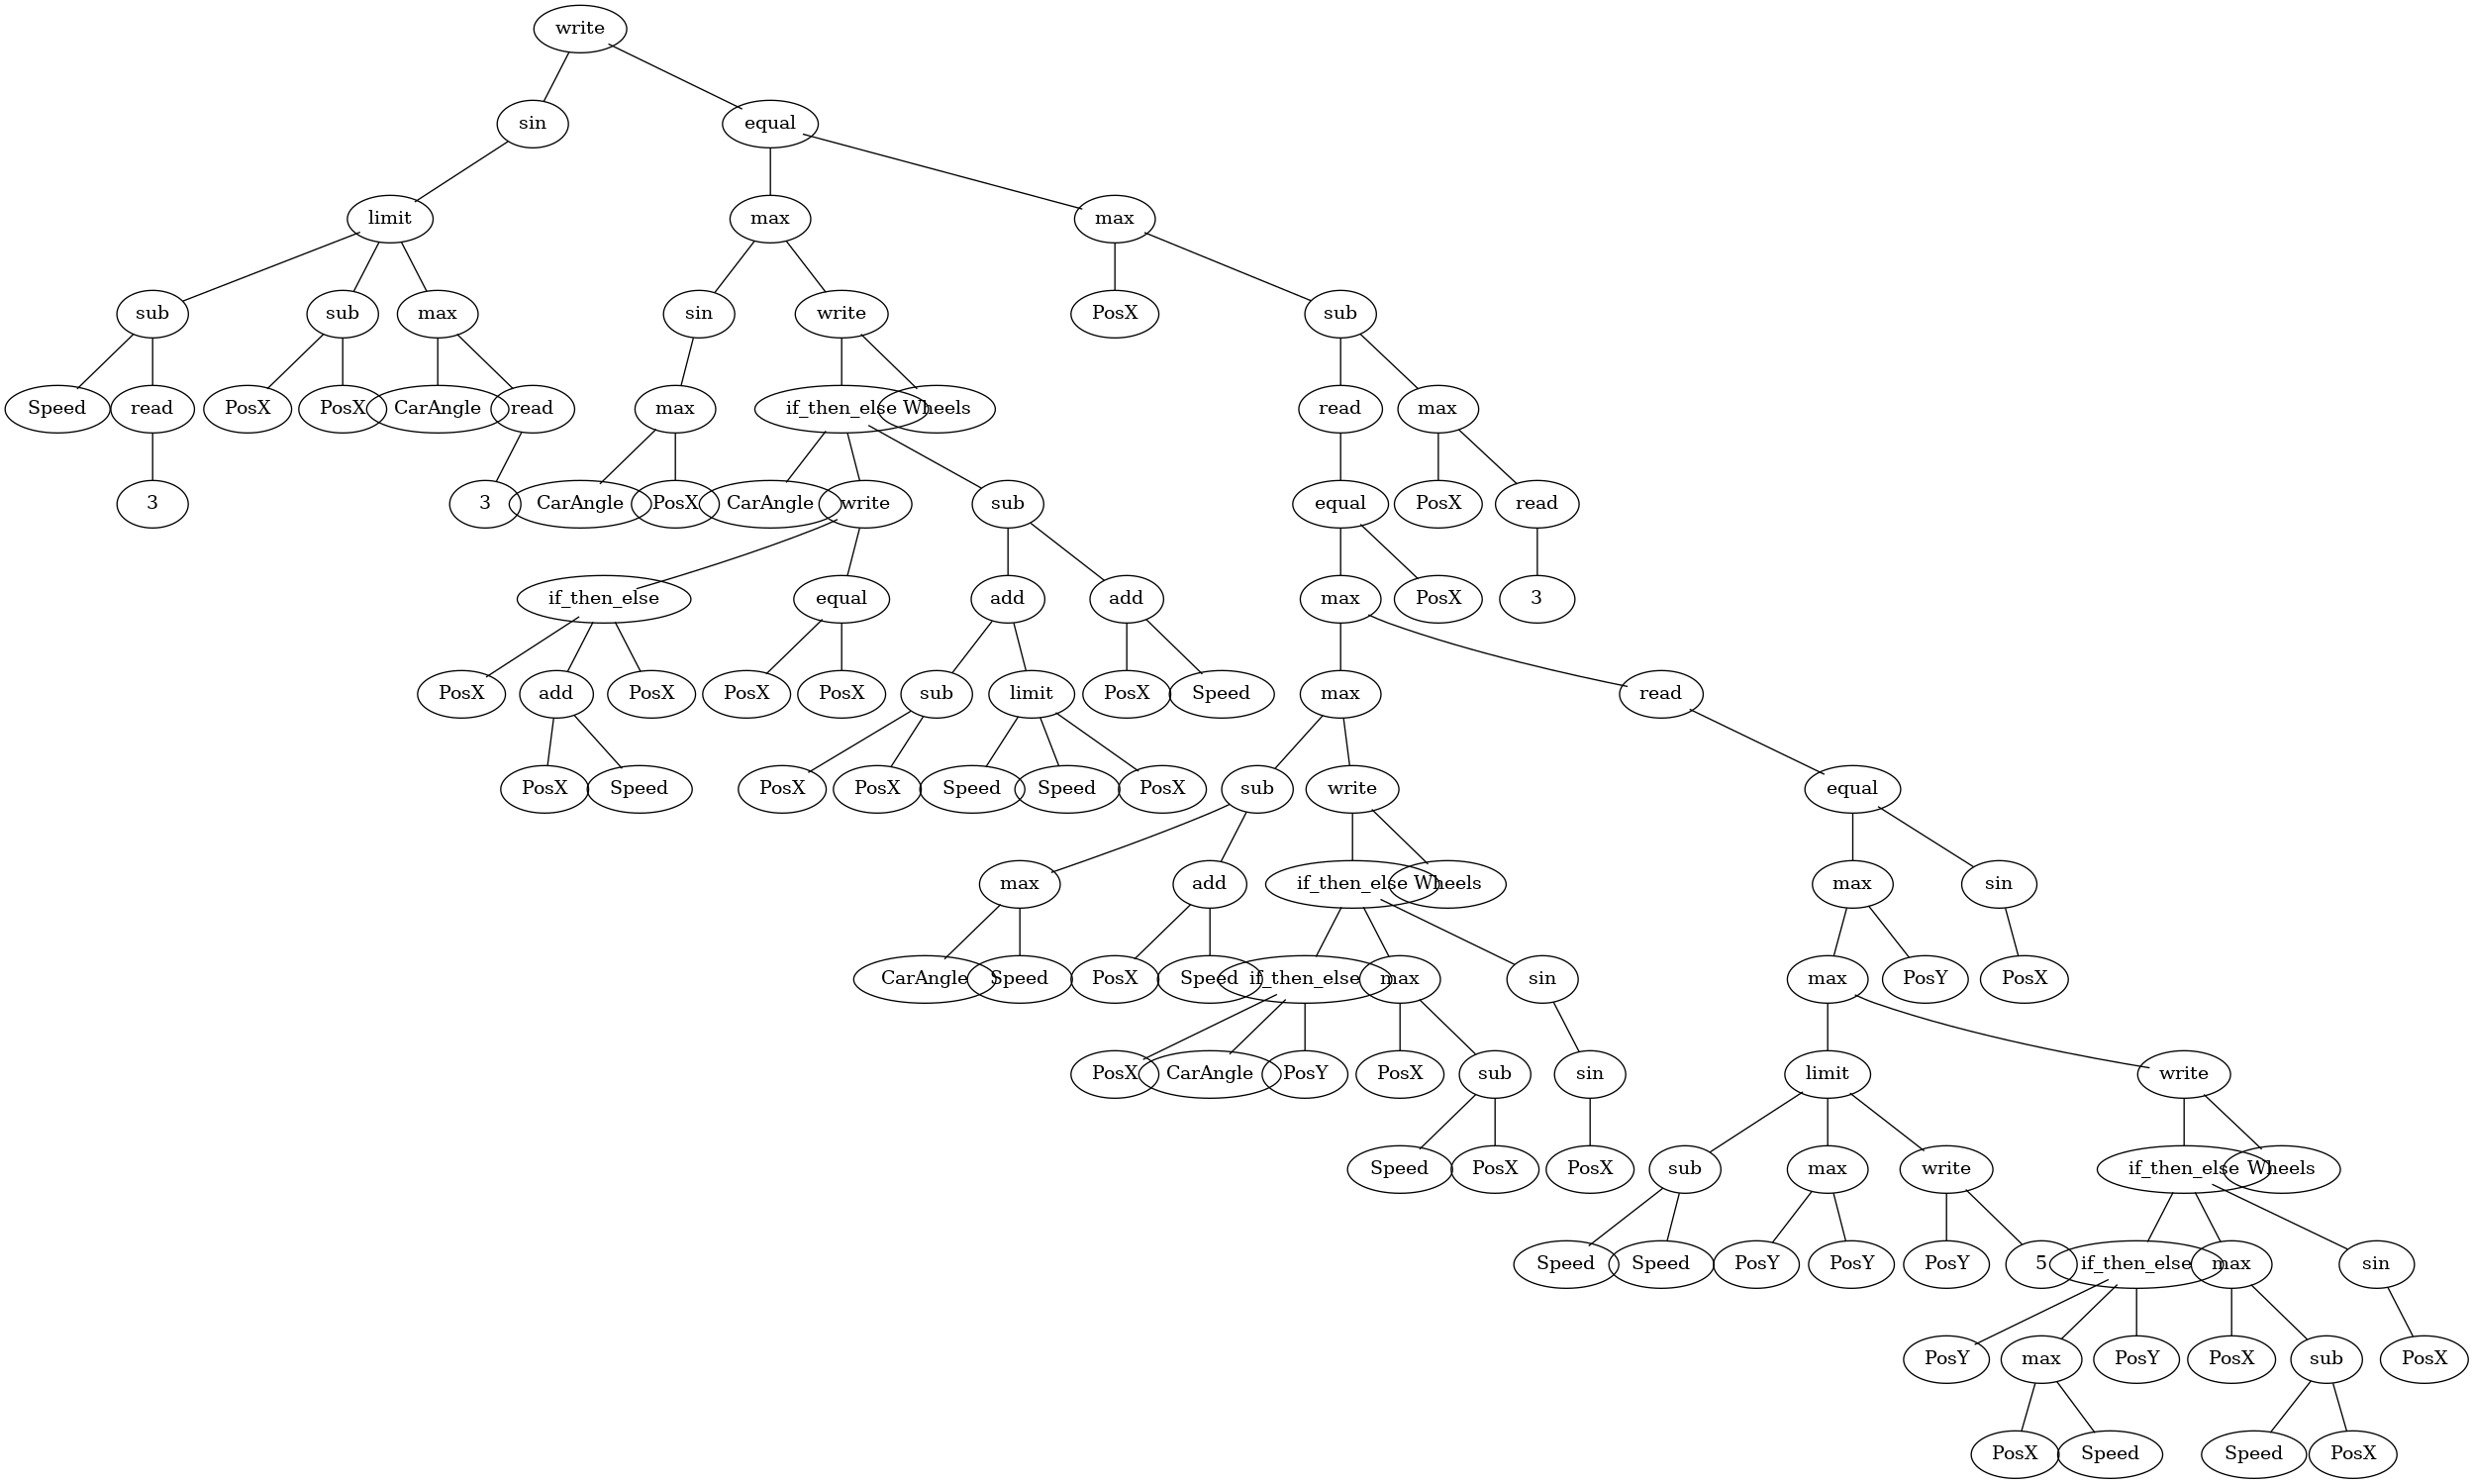 write
sin equal
limit max max
sub sub max sin write PosX sub
Speed read PosX PosX CarAngle read max if_then_else Wheels read max
3 3 CarAngle PosX CarAngle write sub equal PosX read
if_then_else equal add add max PosX 3
PosX add PosX PosX PosX sub limit PosX Speed max read
PosX Speed PosX PosX Speed Speed PosX sub write equal
max add if_then_else Wheels max sin
CarAngle Speed PosX Speed if_then_else max sin max PosY PosX
PosX CarAngle PosY PosX sub sin limit write
Speed PosX PosX sub max write if_then_else Wheels
Speed Speed PosY PosY PosY 5 if_then_else max sin
PosY max PosY PosX sub PosX
PosX Speed Speed PosX